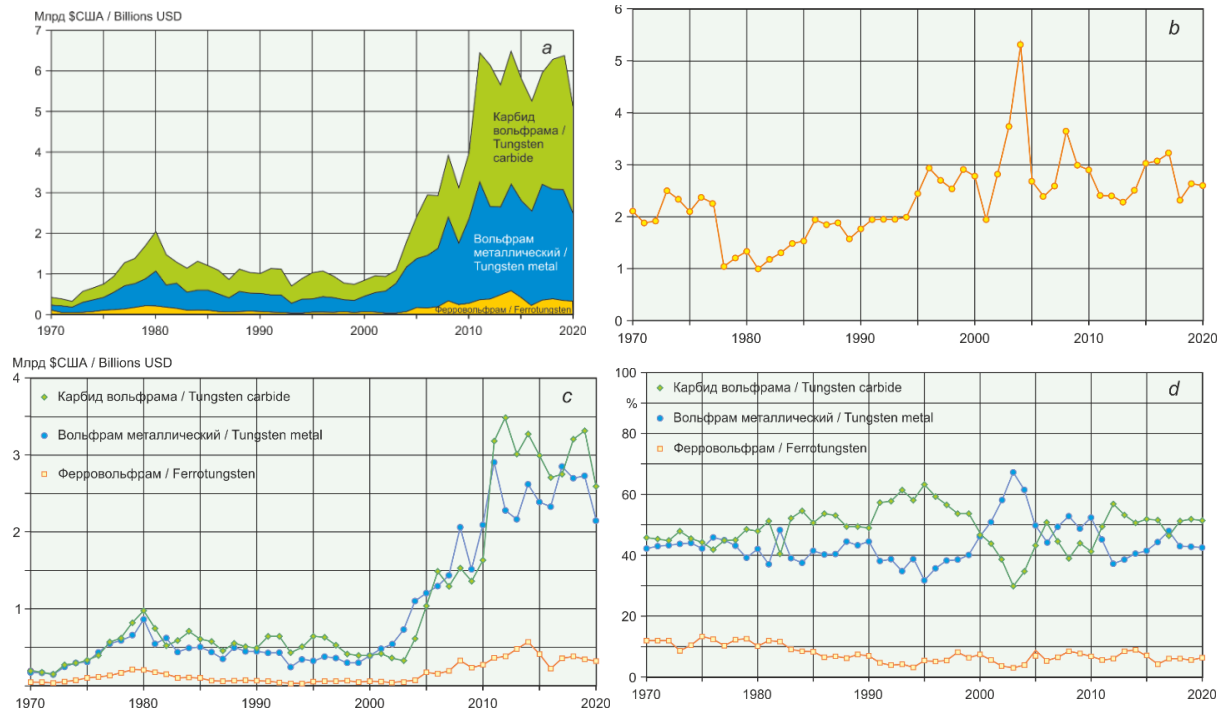 Млрд $США / Billions USD
a
7
6
5
4
3
2
1
0
Карбид
вольфрама /
Tungsten
carbide
Вольфрам
металлический /
Tungsten metal
Ферровольфрам / Ferrotungsten
1970 1980 1990 2000 2010 2020
b
6
5
4
3
2
1
0
1970 1980 1990 2000 2010 2020
Млрд $США / Billions USD
c
4
3
2
1
Карбид вольфрама / Tungsten carbide
Вольфрам металлический / Tungsten metal
Ферровольфрам / Ferrotungsten
1970 1980 1990 2000 2010 2020
d
100
%
80
60
40
20
0
Карбид вольфрама / Tungsten carbide
Вольфрам металлический / Tungsten metal
Ферровольфрам / Ferrotungsten
1970 1980 1990 2000 2010 2020